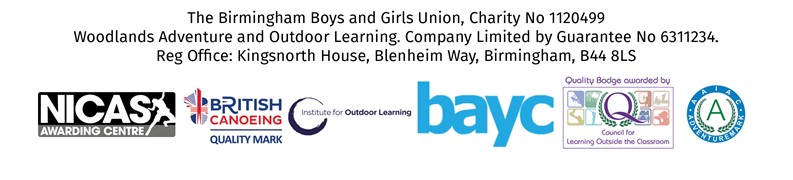 The Birmingham Boys and Girls Union, Charity No 1120499
Woodlands Adventure and Outdoor Learning. Company Limited by Guarantee No 6311234.
Reg Office: Kingsnorth House, Blenheim Way, Birmingham, B44 8LS
NICAS
AWARDING CENTRE
BRITISH
CANOEING
QUALITY MARK
Institute for Outdoor Learning
bayc
Quality Badge awarded by
Q
Council for
Learning Outside the Classroom
AAIAC
A
ADVENTUREMARK